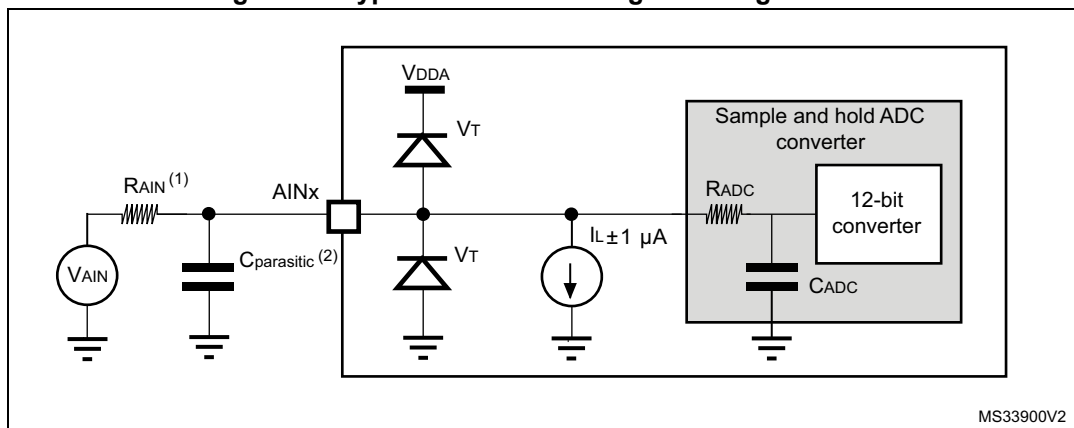 VDDA
Sample and hold ADC
converter
VT
RAIN (1)
AINx
RADC
12-bit
converter
IL±1 µA
VT
Cparasitic (2)
VAIN
CADC
MS33900V2